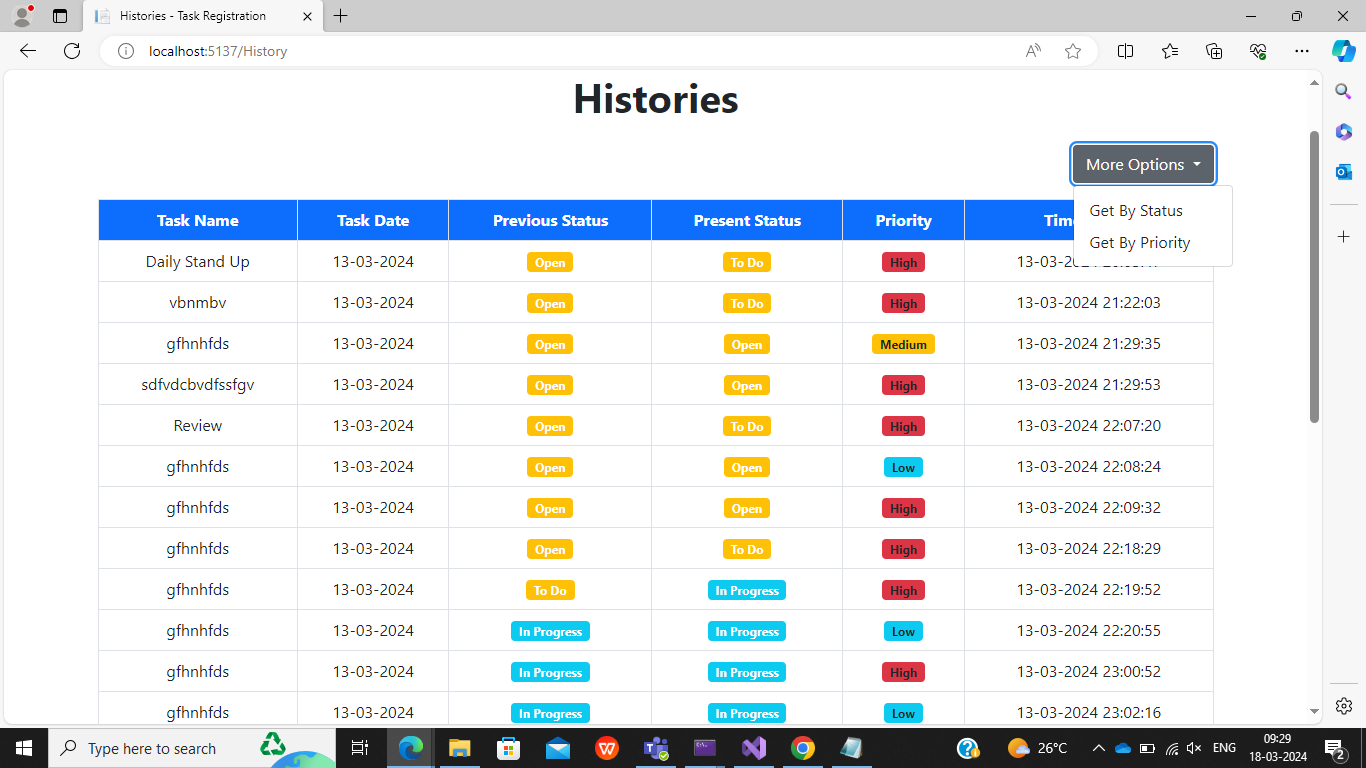 Histories - Task Registration
localhost:5137/History
Histories
More Options
Get By Status
Get By Priority
Task Name Task Date Previous Status Present Status Priority
Daily Stand Up 13-03-2024 Open To Do High
vbnmbv 13-03-2024 Open To Do High 13-03-2024 21:22:03
gfhnhfds 13-03-2024 Open Open Medium 13-03-2024 21:29:35
sdfvdcbvdfssfgv 13-03-2024 Open Open High 13-03-2024 21:29:53
Review 13-03-2024 Open To Do High 13-03-2024 22:07:20
gfhnhfds 13-03-2024 Open Open Low 13-03-2024 22:08:24
gfhnhfds 13-03-2024 Open Open High 13-03-2024 22:09:32
gfhnhfds 13-03-2024 Open To Do High 13-03-2024 22:18:29
gfhnhfds 13-03-2024 To Do In Progress High 13-03-2024 22:19:52
gfhnhfds 13-03-2024 In Progress In Progress Low 13-03-2024 22:20:55
gfhnhfds 13-03-2024 In Progress In Progress High 13-03-2024 23:00:52
gfhnhfds 13-03-2024 In Progress In Progress Low 13-03-2024 23:02:16
Type here to search
26°C
ENG
09:29
18-03-2024
2